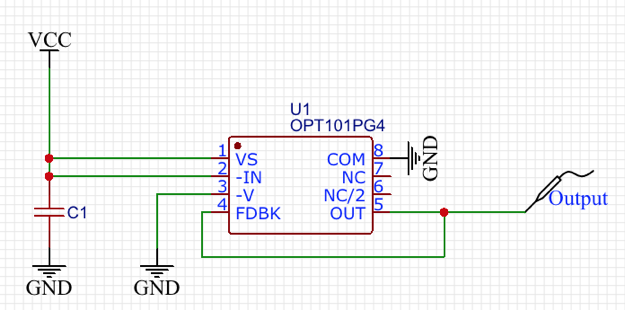 VCC
U1
OPT101PG4
1 VS
2 -IN
3 -V
4 FDBK
COM 8
NC 7
NC/2 6
OUT 5
GND
Output
C1
GND
GND